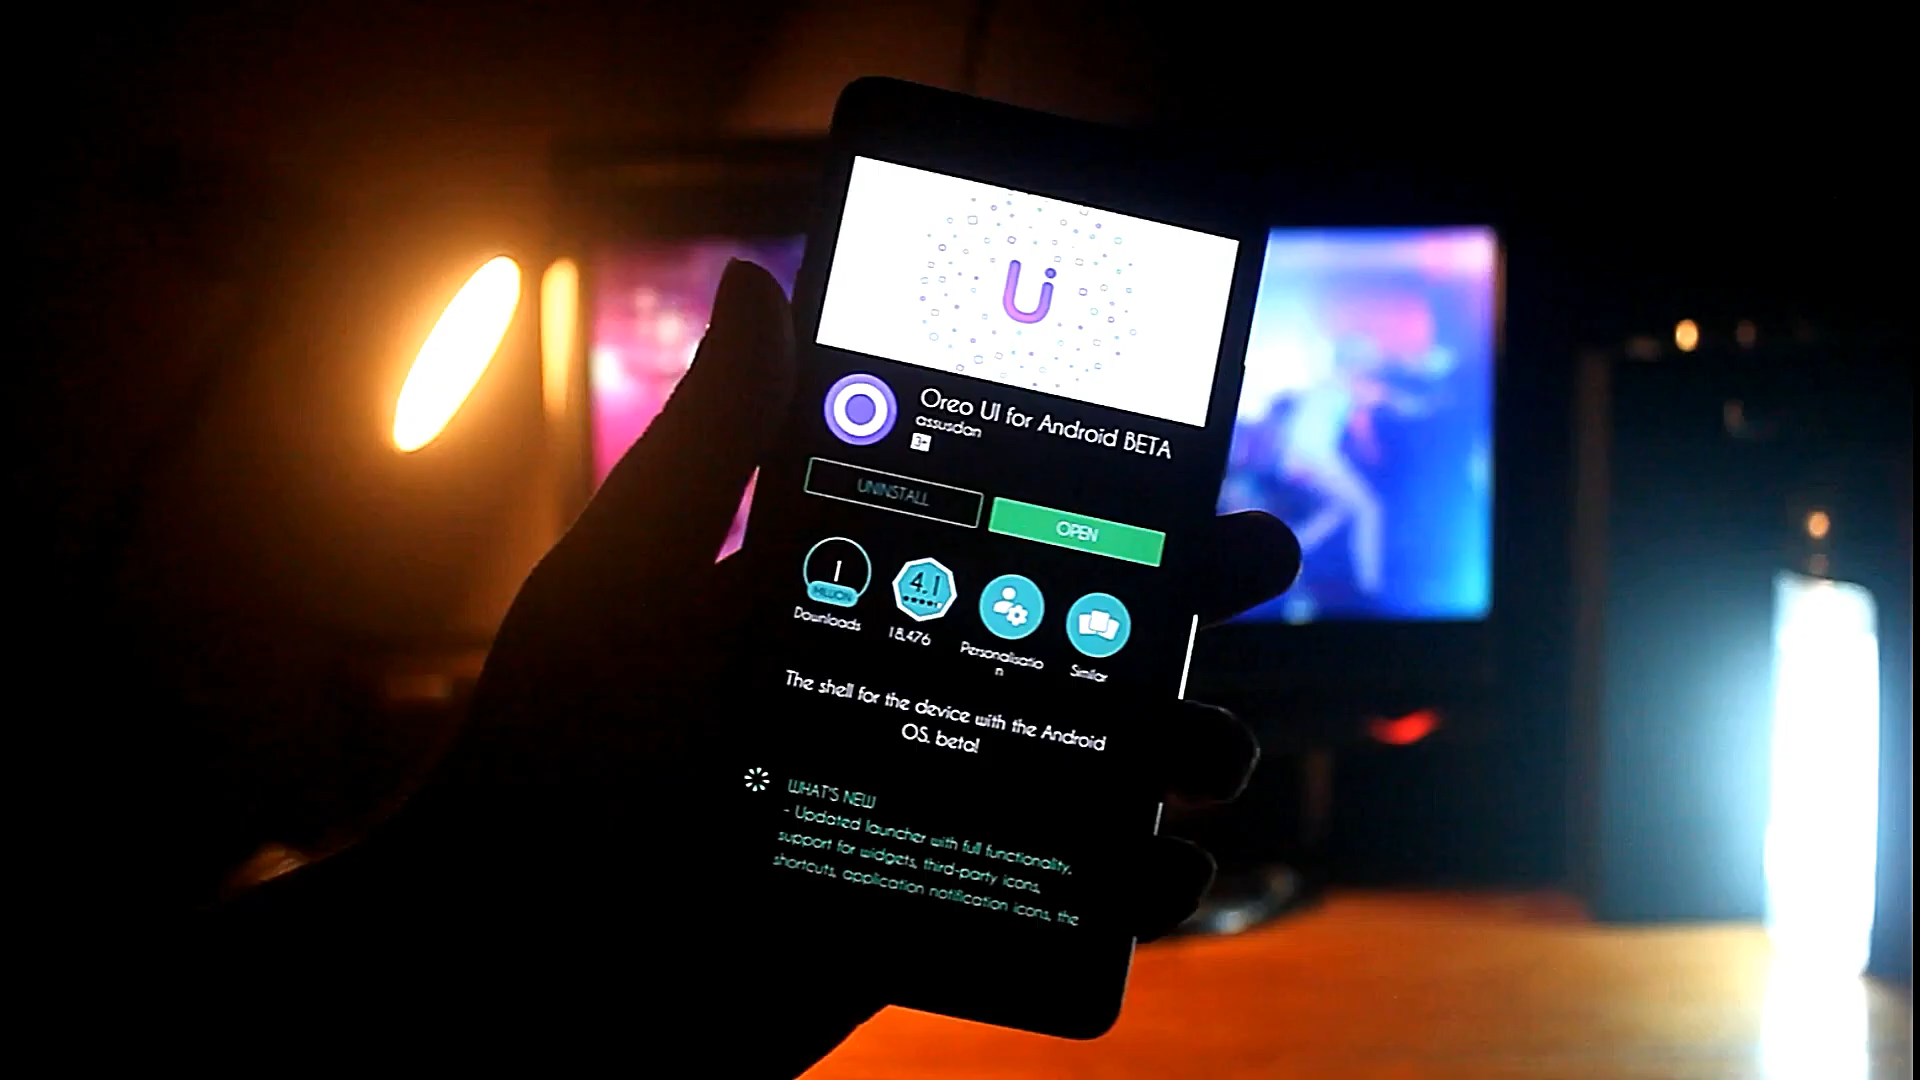 Ui
Oreo UI for Android BETA
assusdan
3+
UNINSTALL
OPEN
1
MILLION
Downloads
4.1
18,476
Personalisatio
n
Similar
The shell for the device with the Android
OS. beta!
WHAT'S NEW
- Updated launcher with full functionality,
support for widgets, third-party icons,
shortcuts, application notification icons, the